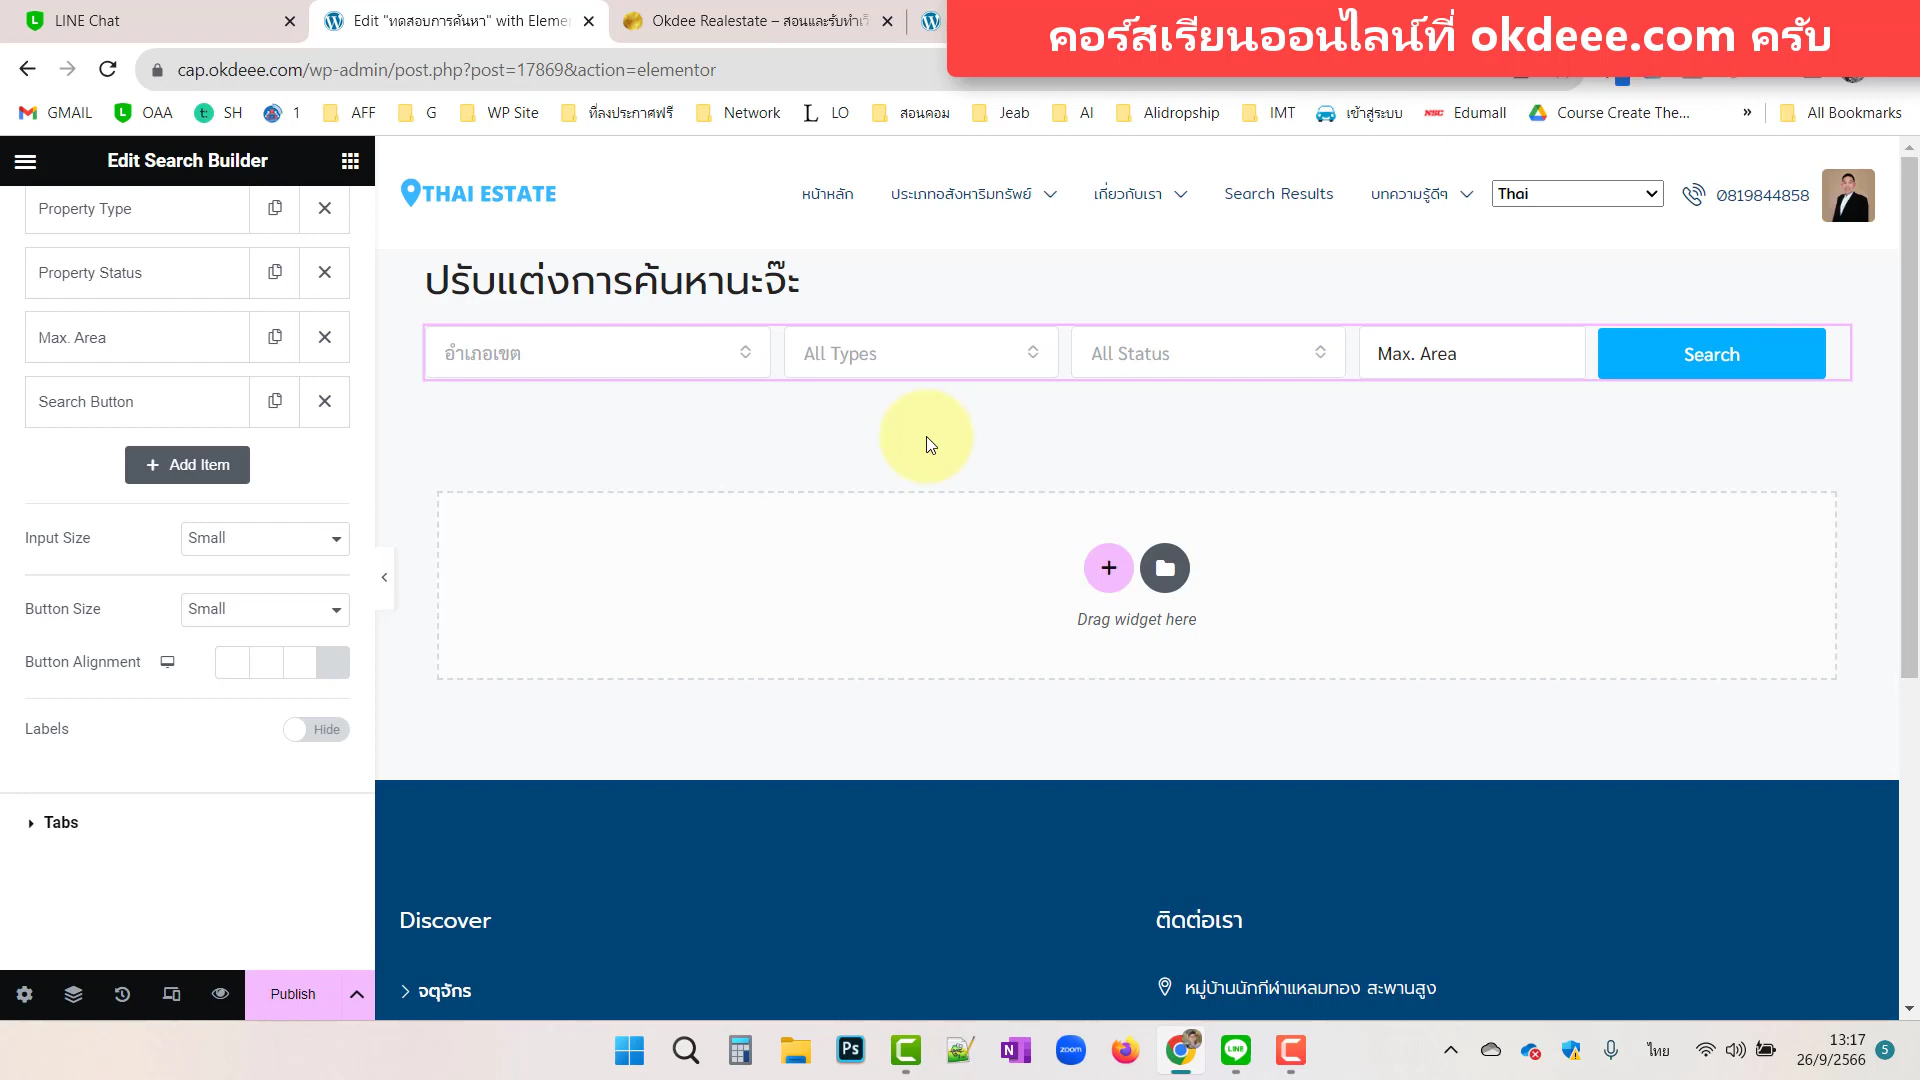 LINE Chat
Edit "ทดสอบการค้นหา" with Eleme
Okdee Realestate – สอนและรับทำเว็
คอร์สเรียนออนไลน์ที่ okdeee.com ครับ
cap.okdeee.com/wp-admin/post.php?post=17869&action=elementor
GMAIL
OAA
SH
1
AFF
G
WP Site
ที่ลงประกาศฟรี
Network
LO
สอนคอม
Jeab
AI
Alidropship
IMT
เข้าสู่ระบบ
NSC
Edumall
Course Create The...
»
All Bookmarks
Edit Search Builder
Property Type
Property Status
Max. Area
Search Button
+ Add Item
Input Size
Small
Button Size
Small
Button Alignment
Labels
Hide
Tabs
Publish
THAI ESTATE
หน้าหลัก
ประเภทอสังหาริมทรัพย์
เกี่ยวกับเรา
Search Results
บทความรู้ดีๆ
Thai
0819844858
ปรับแต่งการค้นหานะจ๊ะ
อำเภอเขต
All Types
All Status
Max. Area
Search
Drag widget here
Discover
ติดต่อเรา
จตุจักร
หมู่บ้านนักกีฬาแหลมทอง สะพานสูง
Ps
zoom
LINE
ไทย
13:17
26/9/2566
5